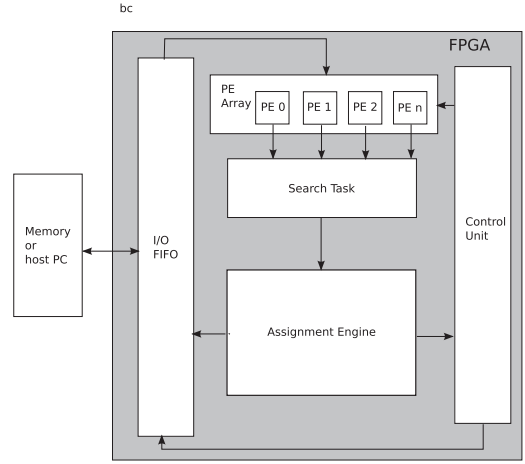 bc
FPGA
PE
Array
PE 0
PE 1
PE 2
PE n
Search Task
Control
Unit
Memory
or
host PC
I/O
FIFO
Assignment Engine